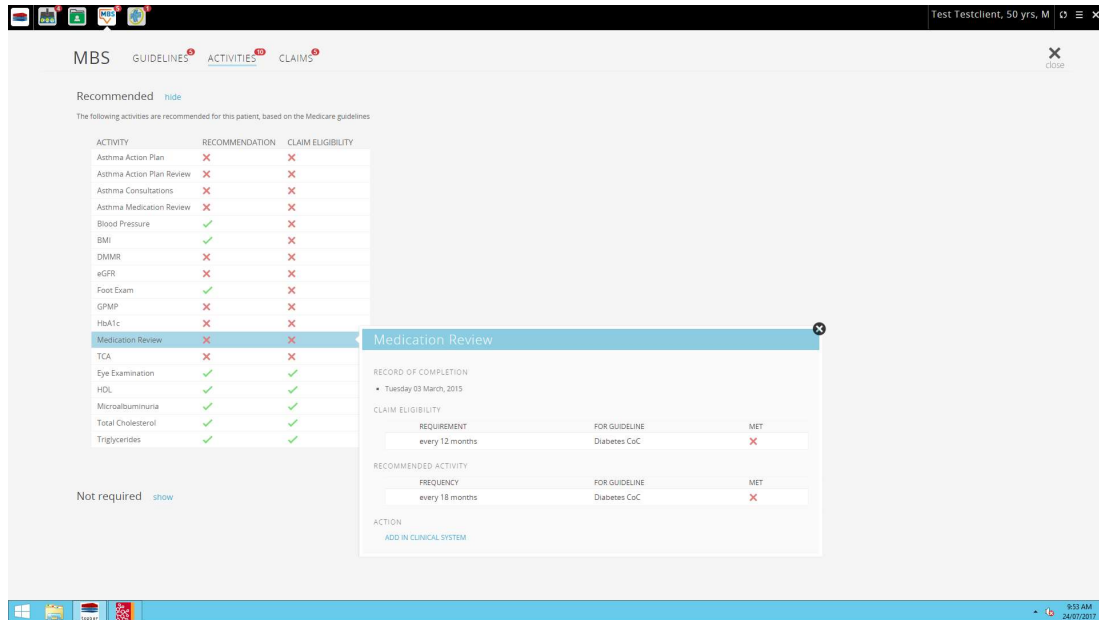 4
MBS
5
1
Test Testclient, 50 yrs, M
MBS GUIDELINES 5 ACTIVITIES 10 CLAIMS 5
close
Recommended hide
The following activities are recommended for this patient, based on the Medicare guidelines
ACTIVITY RECOMMENDATION CLAIM ELIGIBILITY
Asthma Action Plan
Asthma Action Plan Review
Asthma Consultations
Asthma Medication Review
Blood Pressure
BMI
DMMR
eGFR
Foot Exam
GPMP
HbA1c
Medication Review
TCA
Eye Examination
HDL
Microalbuminuria
Total Cholesterol
Triglycerides
Medication Review
RECORD OF COMPLETION
• Tuesday 03 March, 2015
CLAIM ELIGIBILITY
REQUIREMENT FOR GUIDELINE MET
every 12 months Diabetes CoC
RECOMMENDED ACTIVITY
FREQUENCY FOR GUIDELINE MET
every 18 months Diabetes CoC
ACTION
ADD IN CLINICAL SYSTEM
Not required show
topbar
9:53 AM
24/07/2017